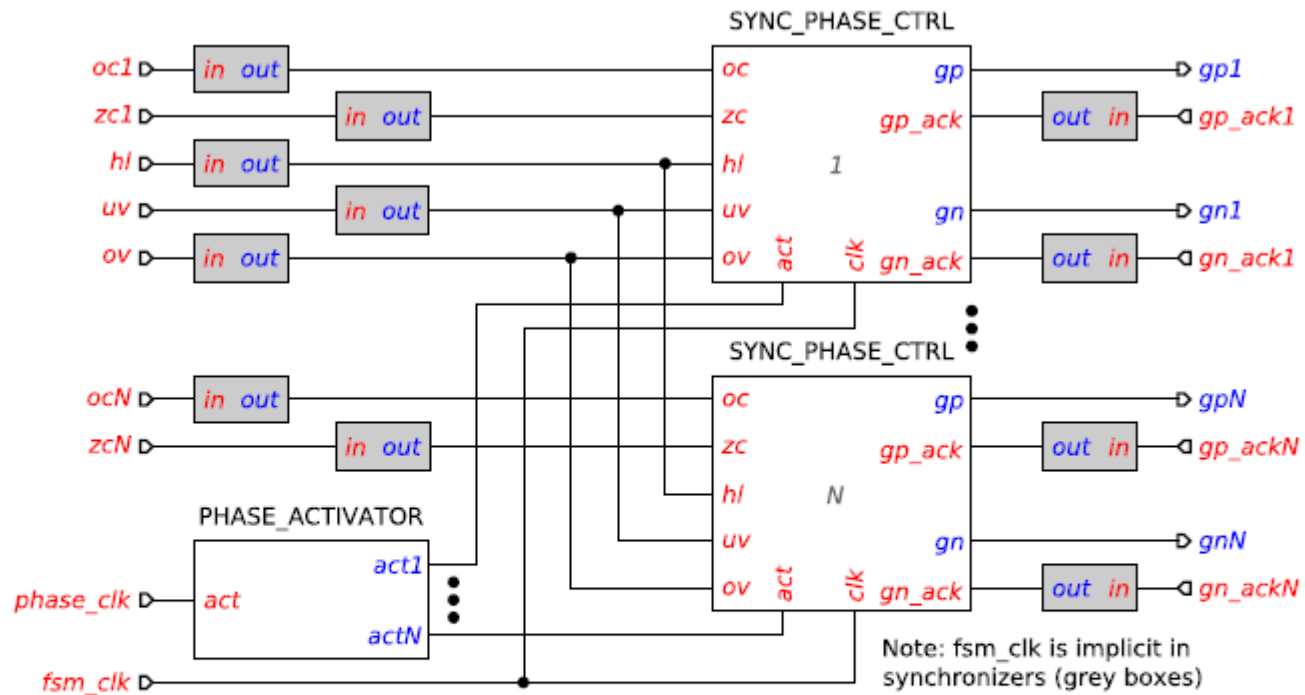 SYNC_PHASE_CTRL
oc1 in out oc gp gp1
zc1 in out zc gp_ack out in gp_ack1
hl in out hl 1
uv in out uv gn gn1
ov in out ov act clk gn_ack out in gn_ack1
SYNC_PHASE_CTRL
ocN in out oc gp gpN
zcN in out zc gp_ack out in gp_ackN
hl N
PHASE_ACTIVATOR
uv gn gnN
act1
ov act clk gn_ack out in gn_ackN
phase_clk act
actN
Note: fsm_clk is implicit in
synchronizers (grey boxes)
fsm_clk